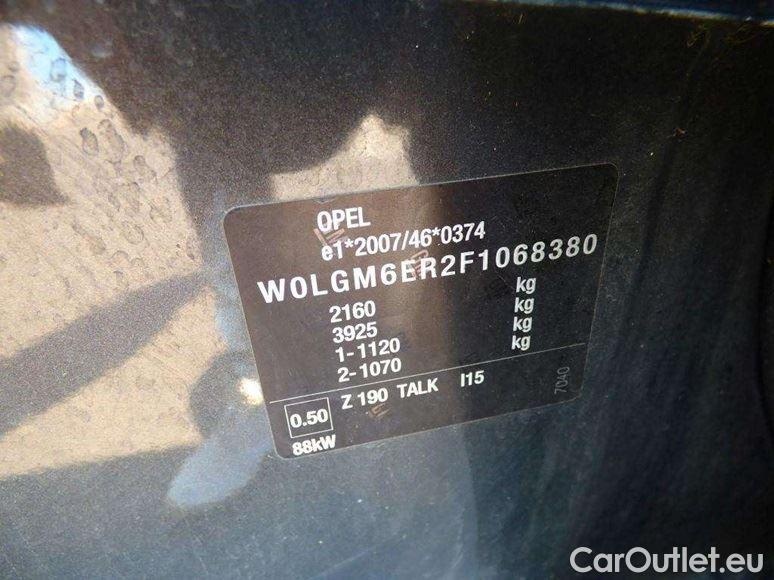 OPEL
e1*2007/46*0374
W0LGM6ER2F1068380
2160 kg
3925 kg
1-1120 kg
2-1070 kg
0.50 Z 190 TALK I15
88kW
7040
CarOutlet.eu